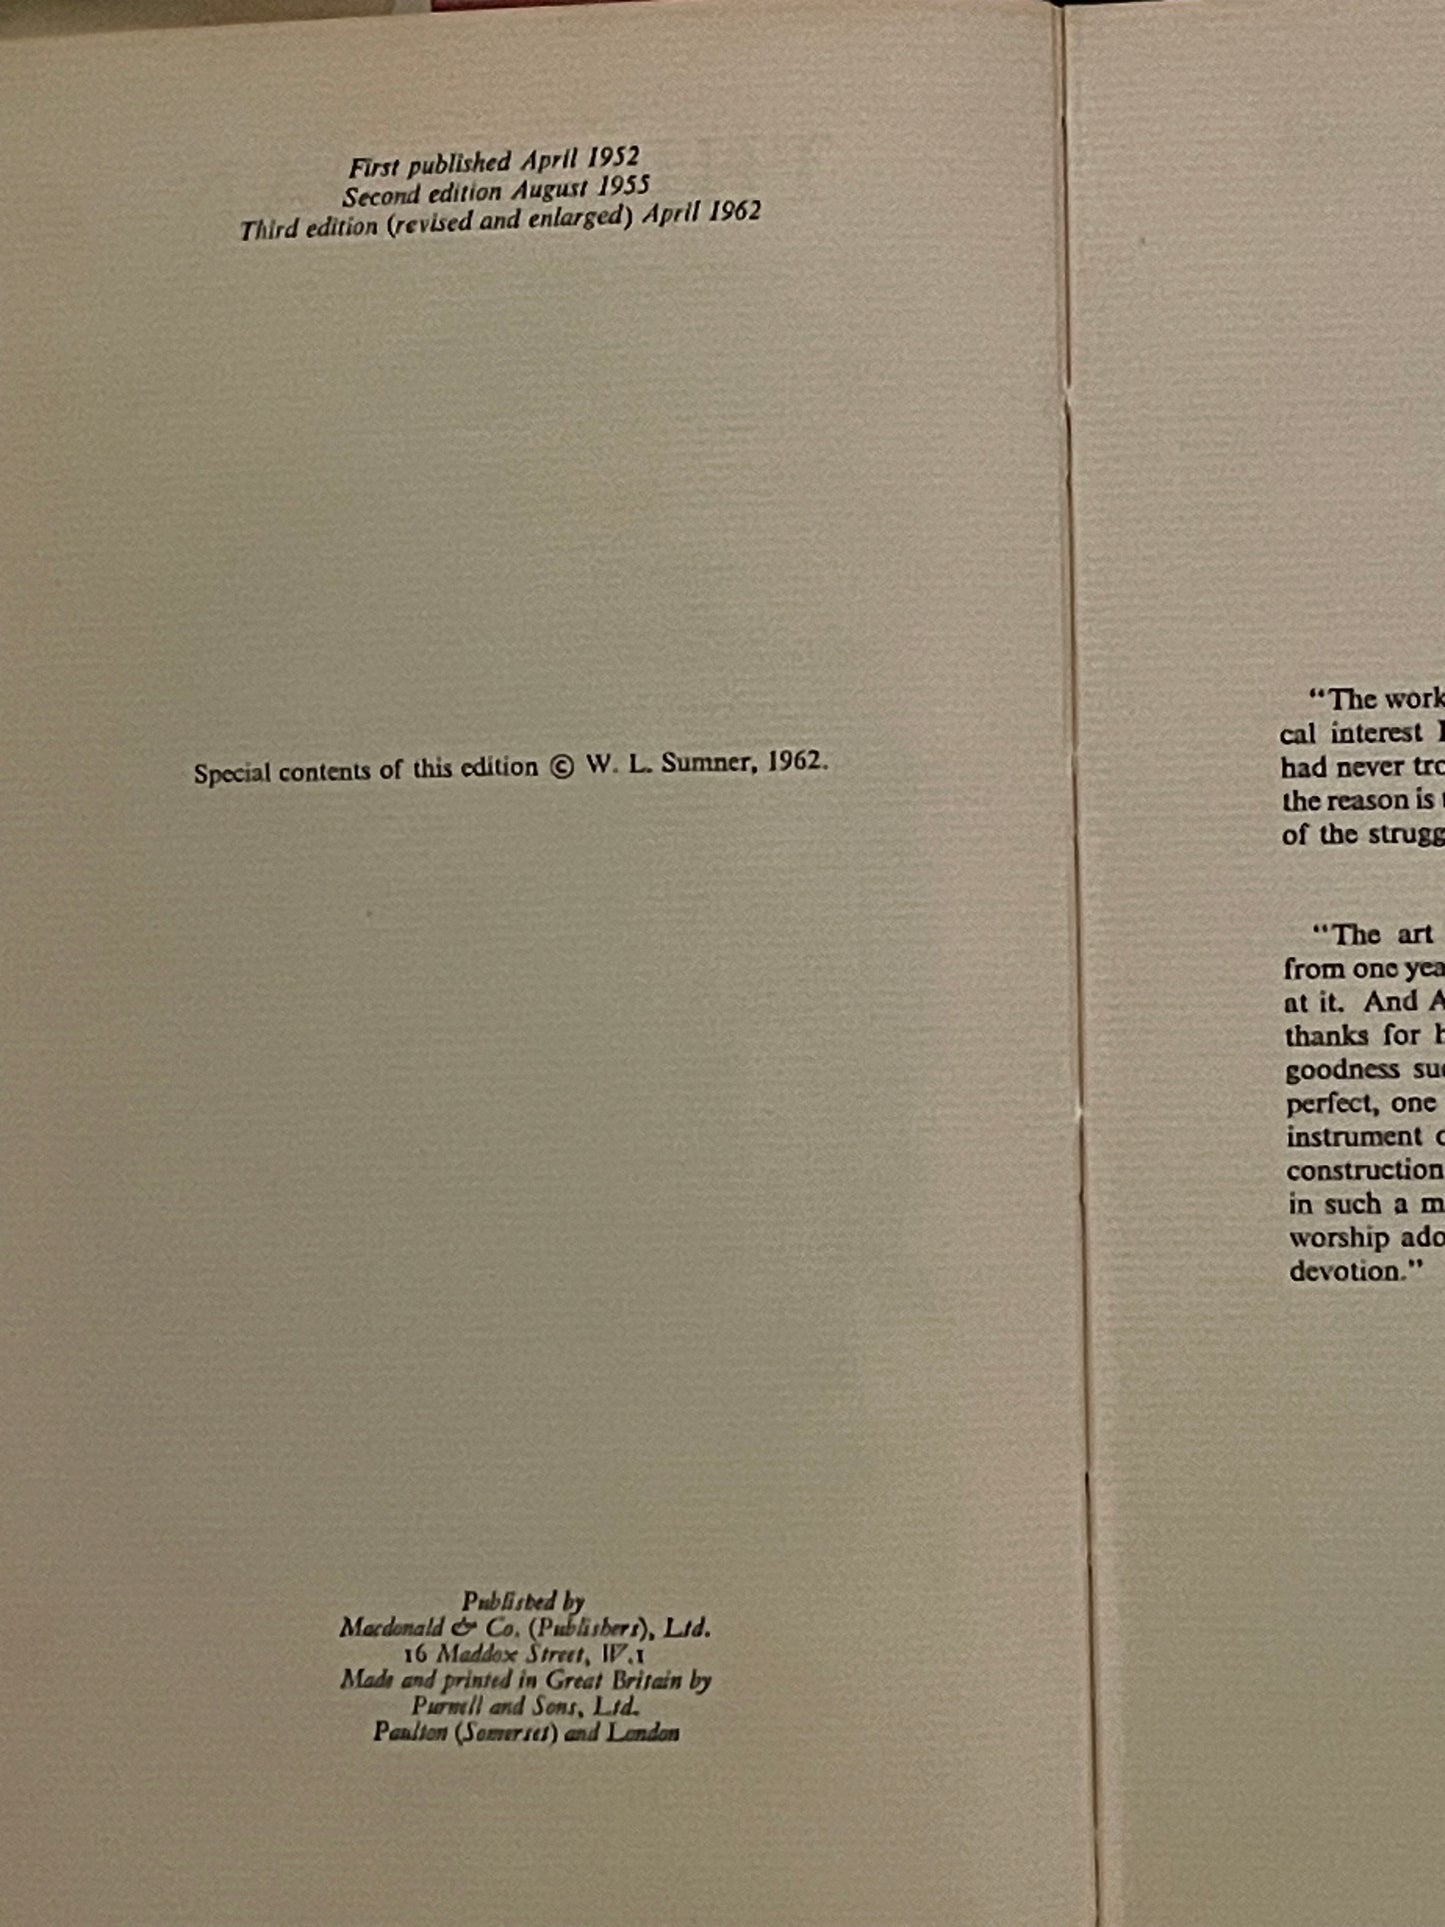 First published April 1952
Second edition August 1955
Third edition (revised and enlarged) April 1962
Special contents of this edition © W. L. Sumner, 1962.
Published by
Macdonald & Co. (Publishers), Ltd.
16 Maddox Street, W.1
Made and printed in Great Britain by
Purnell and Sons, Ltd.
Paulton (Somerset) and London
"The work
cal interest
had never
the reason is
of the
"The art
from one
at it. And
thanks for
goodness
perfect, one
instrument
construction
in such a
worship
devotion."